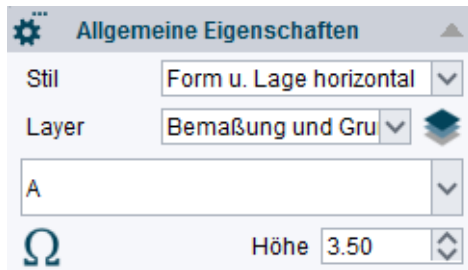 Allgemeine Eigenschaften
Stil Form u. Lage horizontal
Layer Bemaßung und Gru
A
Ω Höhe 3.50